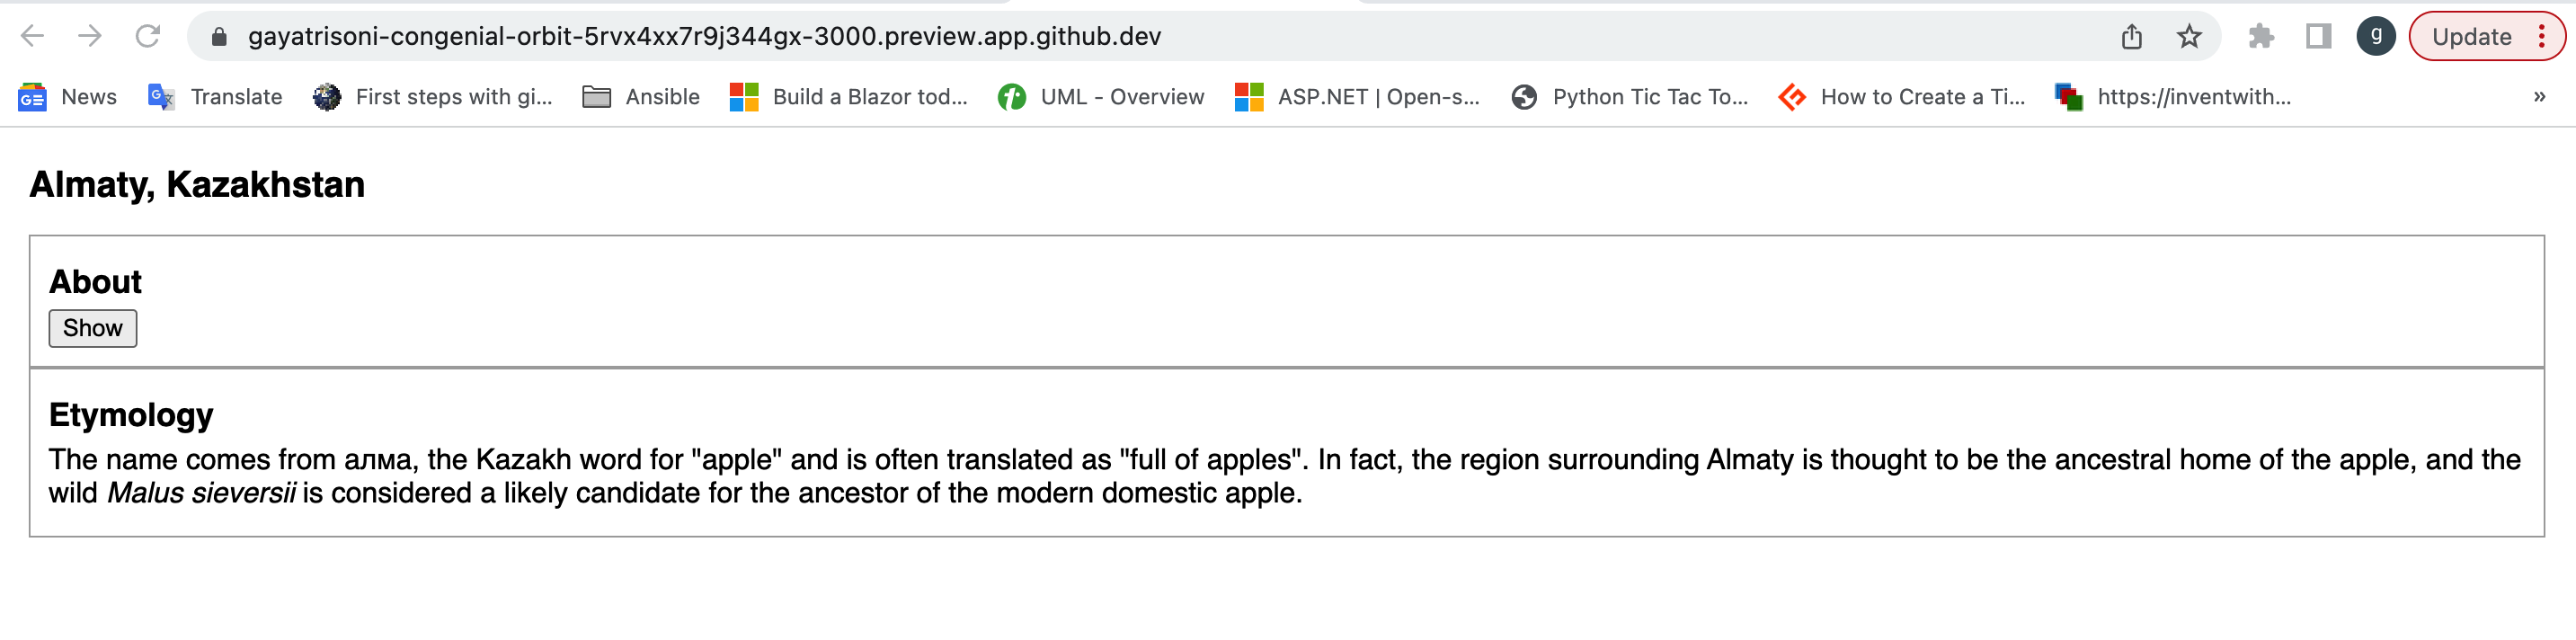 gayatrisoni-congenial-orbit-5rvx4xx7r9j344gx-3000.preview.app.github.dev
g
Update
News
Translate
First steps with gi...
Ansible
Build a Blazor tod...
UML - Overview
ASP.NET | Open-s...
Python Tic Tac To...
How to Create a Ti...
https://inventwith...
»
Almaty, Kazakhstan
About
Show
Etymology
The name comes from алма, the Kazakh word for "apple" and is often translated as "full of apples". In fact, the region surrounding Almaty is thought to be the ancestral home of the apple, and the
wild Malus sieversii is considered a likely candidate for the ancestor of the modern domestic apple.